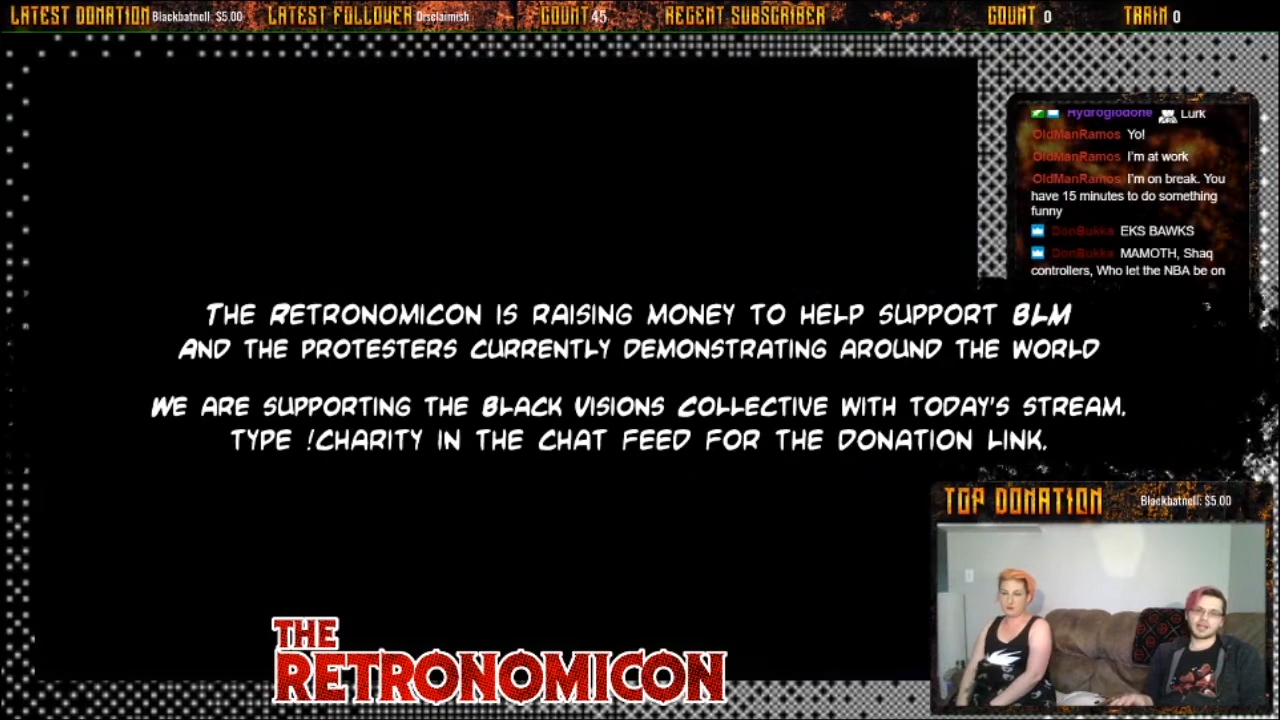 LATEST DONATION Blackbatnell: $5.00 LATEST FOLLOWER Disclaimish COUNT 45 RECENT SUBSCRIBER COUNT 0 TRAIN 0
Hydroglodone Lurk
OldManRamos Yo!
OldManRamos I'm at work
OldManRamos I'm on break. You
have 15 minutes to do something
funny
DonBukka EKS BAWKS
DonBukka MAMOTH, Shaq
controllers, Who let the NBA be on
THE RETRONOMICON IS RAISING MONEY TO HELP SUPPORT BLM
AND THE PROTESTERS CURRENTLY DEMONSTRATING AROUND THE WORLD
WE ARE SUPPORTING THE BLACK VISIONS COLLECTIVE WITH TODAY'S STREAM.
TYPE !CHARITY IN THE CHAT FEED FOR THE DONATION LINK.
TOP DONATION Blackbatnell: $5.00
THE
RETRONOMICON